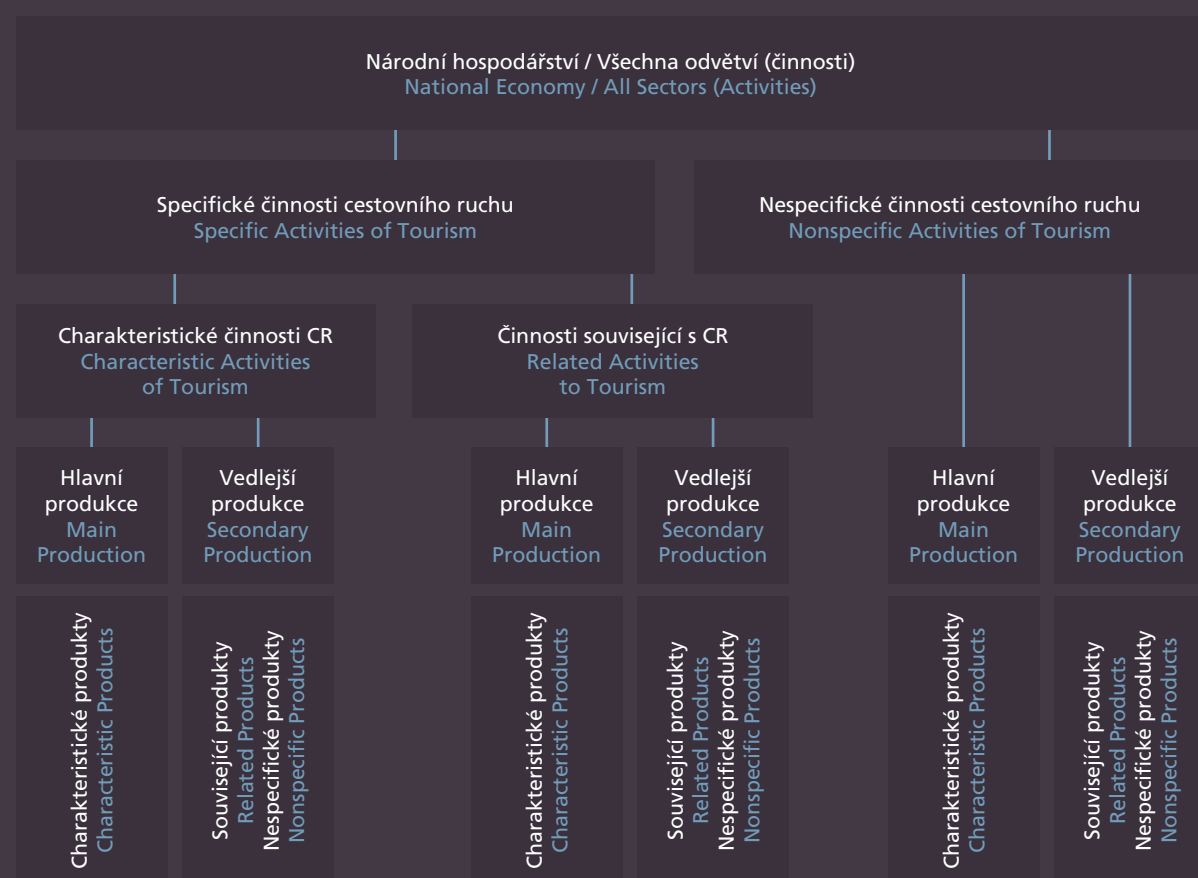 Národní hospodářství / Všechna odvětví (činnosti)
National Economy / All Sectors (Activities)
Specifické činnosti cestovního ruchu
Specific Activities of Tourism
Nespecifické činnosti cestovního ruchu
Nonspecific Activities of Tourism
Charakteristické činnosti CR
Characteristic Activities
of Tourism
Činnosti související s CR
Related Activities
to Tourism
Hlavní
produkce
Main
Production
Vedlejší
produkce
Secondary
Production
Hlavní
produkce
Main
Production
Vedlejší
produkce
Secondary
Production
Hlavní
produkce
Main
Production
Vedlejší
produkce
Secondary
Production
Charakteristické produkty
Characteristic Products
Související produkty
Related Products
Nespecifické produkty
Nonspecific Products
Charakteristické produkty
Characteristic Products
Související produkty
Related Products
Nespecifické produkty
Nonspecific Products
Charakteristické produkty
Characteristic Products
Související produkty
Related Products
Nespecifické produkty
Nonspecific Products